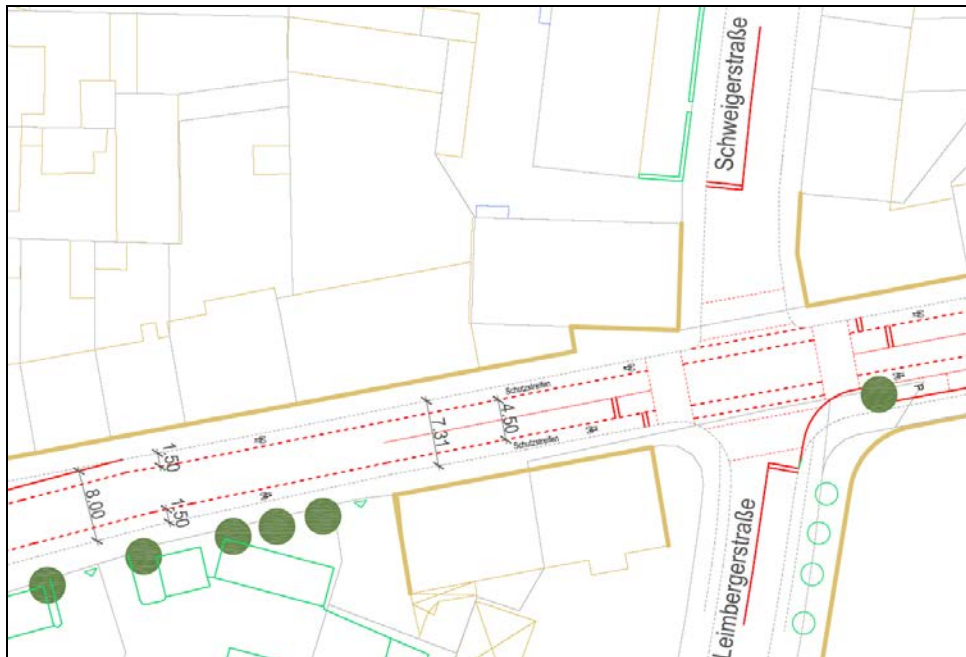 Schweigerstraße
Schutzstreifen
4.50
7.31
Schutzstreifen
1.50
8.00
1.50
P
Leimbergerstraße